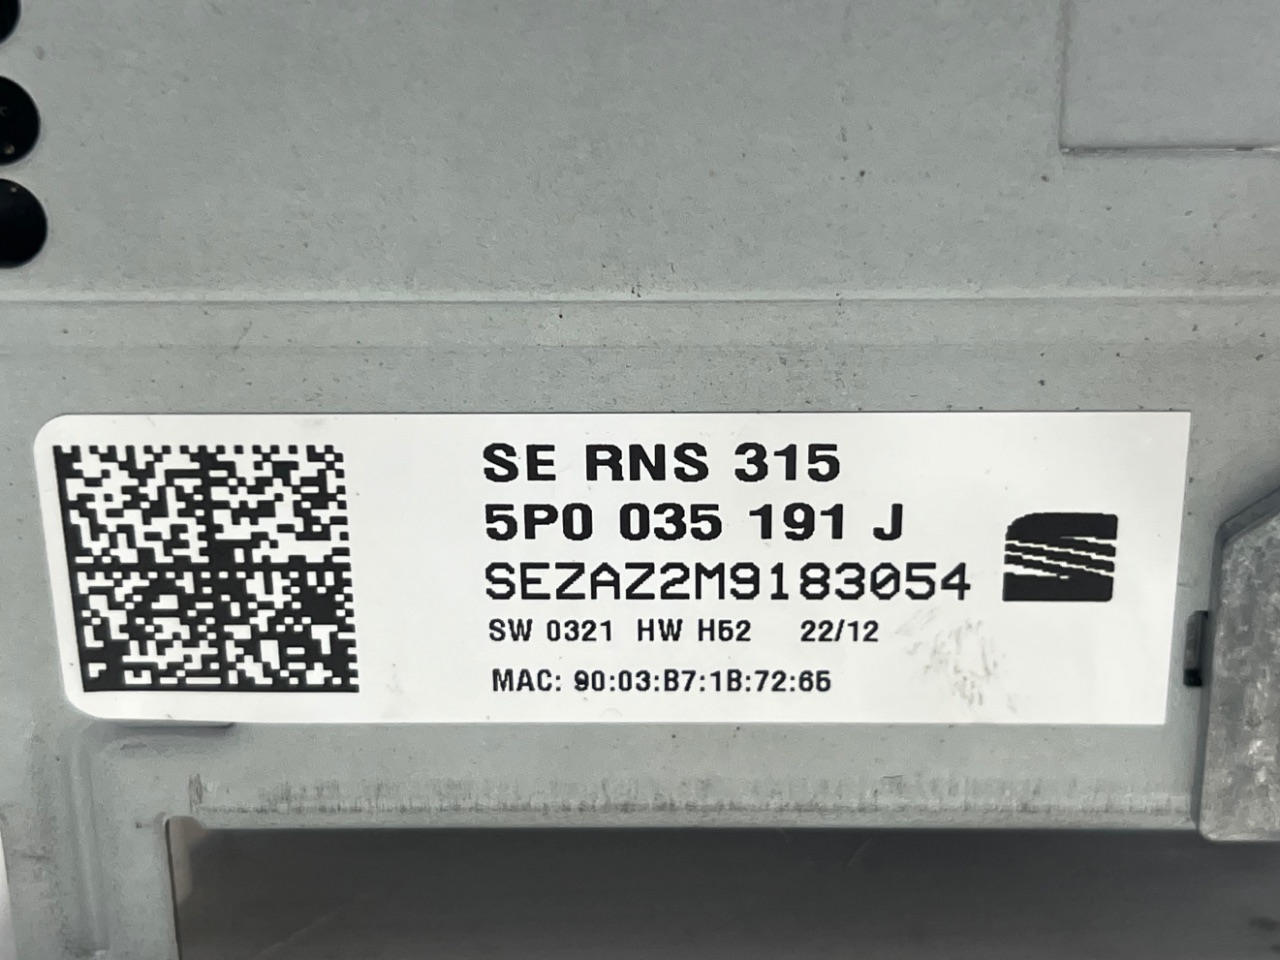 SE RNS 315
5P0 035 191 J
SEZAZ2M9183054
SW 0321 HW H52 22/12
MAC: 90:03:B7:1B:72:65